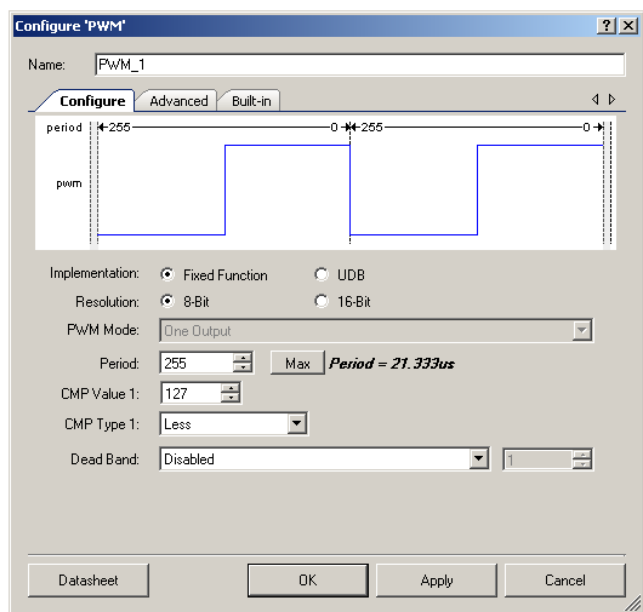 Configure 'PWM'
Name: PWM_1
Configure Advanced Built-in
period 255 0 255 0
pwm
Implementation: Fixed Function UDB
Resolution: 8-Bit 16-Bit
PWM Mode: One Output
Period: 255 Max Period = 21.333us
CMP Value 1: 127
CMP Type 1: Less
Dead Band: Disabled 1
Datasheet OK Apply Cancel